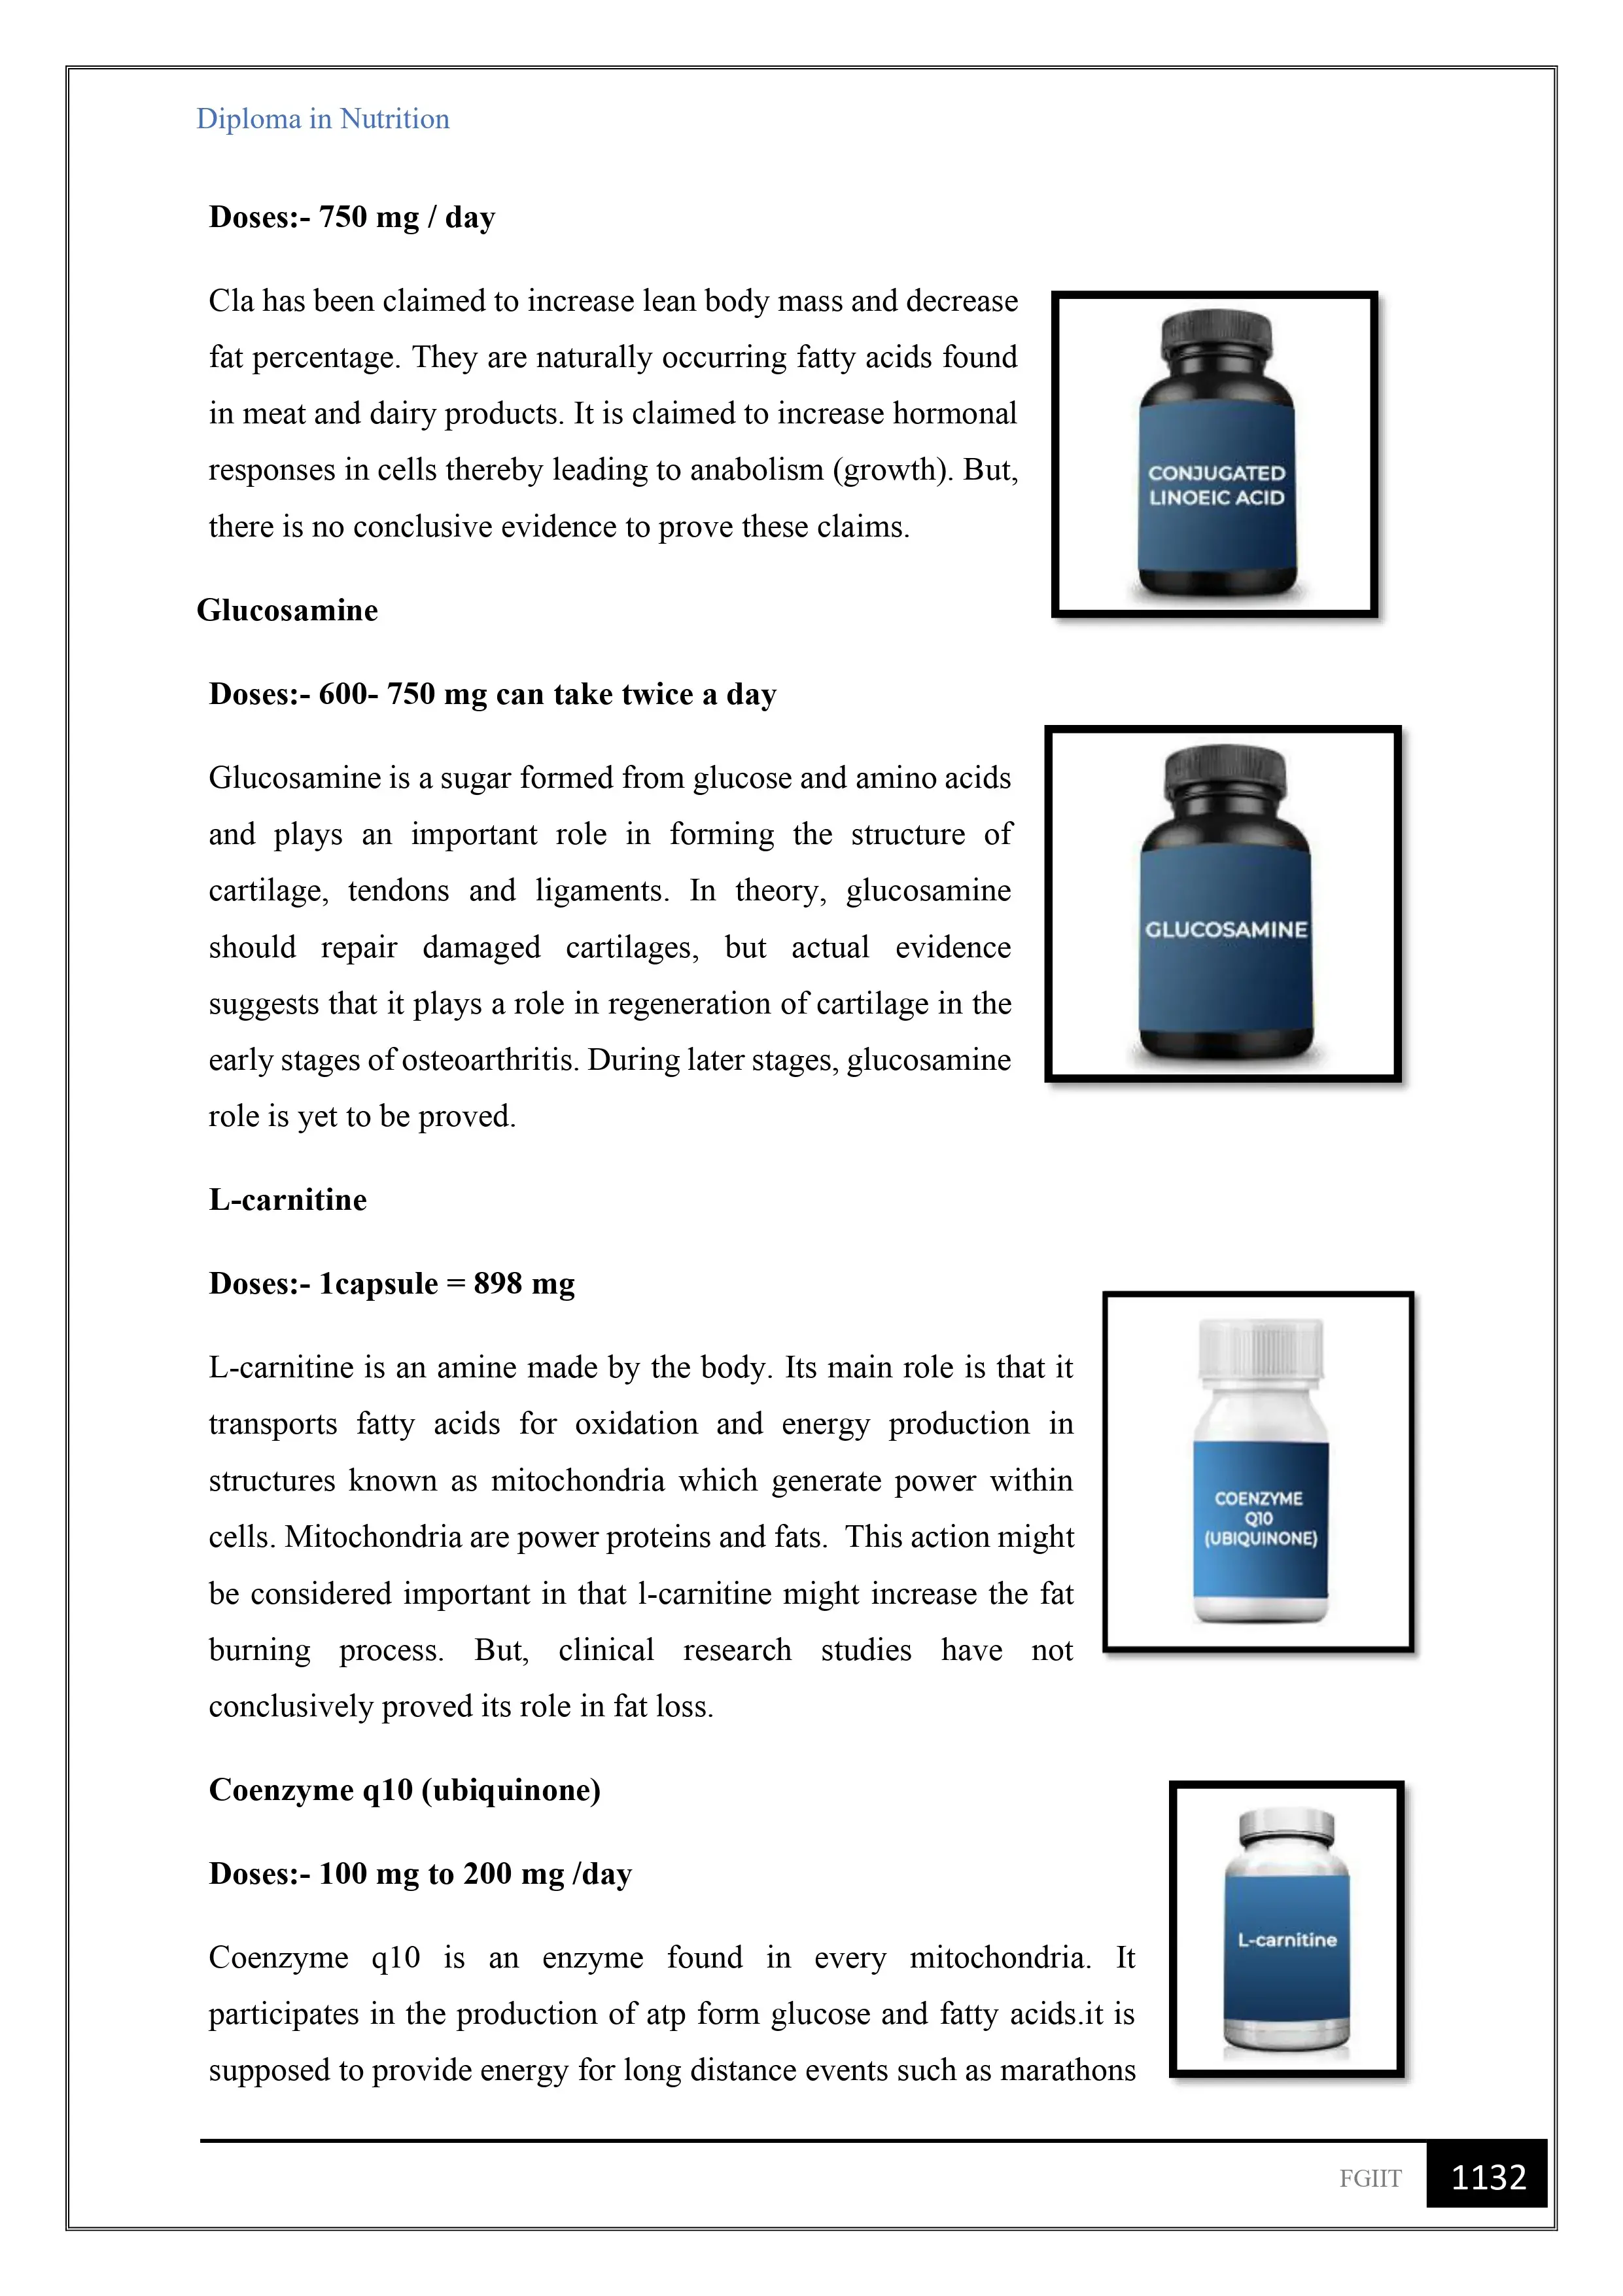 Diploma in Nutrition
Doses:- 750 mg / day
Cla has been claimed to increase lean body mass and decrease
fat percentage. They are naturally occurring fatty acids found
in meat and dairy products. It is claimed to increase hormonal
responses in cells thereby leading to anabolism (growth). But,
there is no conclusive evidence to prove these claims.
CONJUGATED
LINOEIC ACID
Glucosamine
Doses:- 600- 750 mg can take twice a day
Glucosamine is a sugar formed from glucose and amino acids
and plays an important role in forming the structure of
cartilage, tendons and ligaments. In theory, glucosamine
should repair damaged cartilages, but actual evidence
suggests that it plays a role in regeneration of cartilage in the
early stages of osteoarthritis. During later stages, glucosamine
role is yet to be proved.
GLUCOSAMINE
L-carnitine
Doses:- 1capsule = 898 mg
L-carnitine is an amine made by the body. Its main role is that it
transports fatty acids for oxidation and energy production in
structures known as mitochondria which generate power within
cells. Mitochondria are power proteins and fats.  This action might
be considered important in that l-carnitine might increase the fat
burning process. But, clinical research studies have not
conclusively proved its role in fat loss.
COENZYME
Q10
(UBIQUINONE)
Coenzyme q10 (ubiquinone)
Doses:- 100 mg to 200 mg /day
Coenzyme q10 is an enzyme found in every mitochondria. It
participates in the production of atp form glucose and fatty acids.it is
supposed to provide energy for long distance events such as marathons
L-carnitine
FGIIT
1132